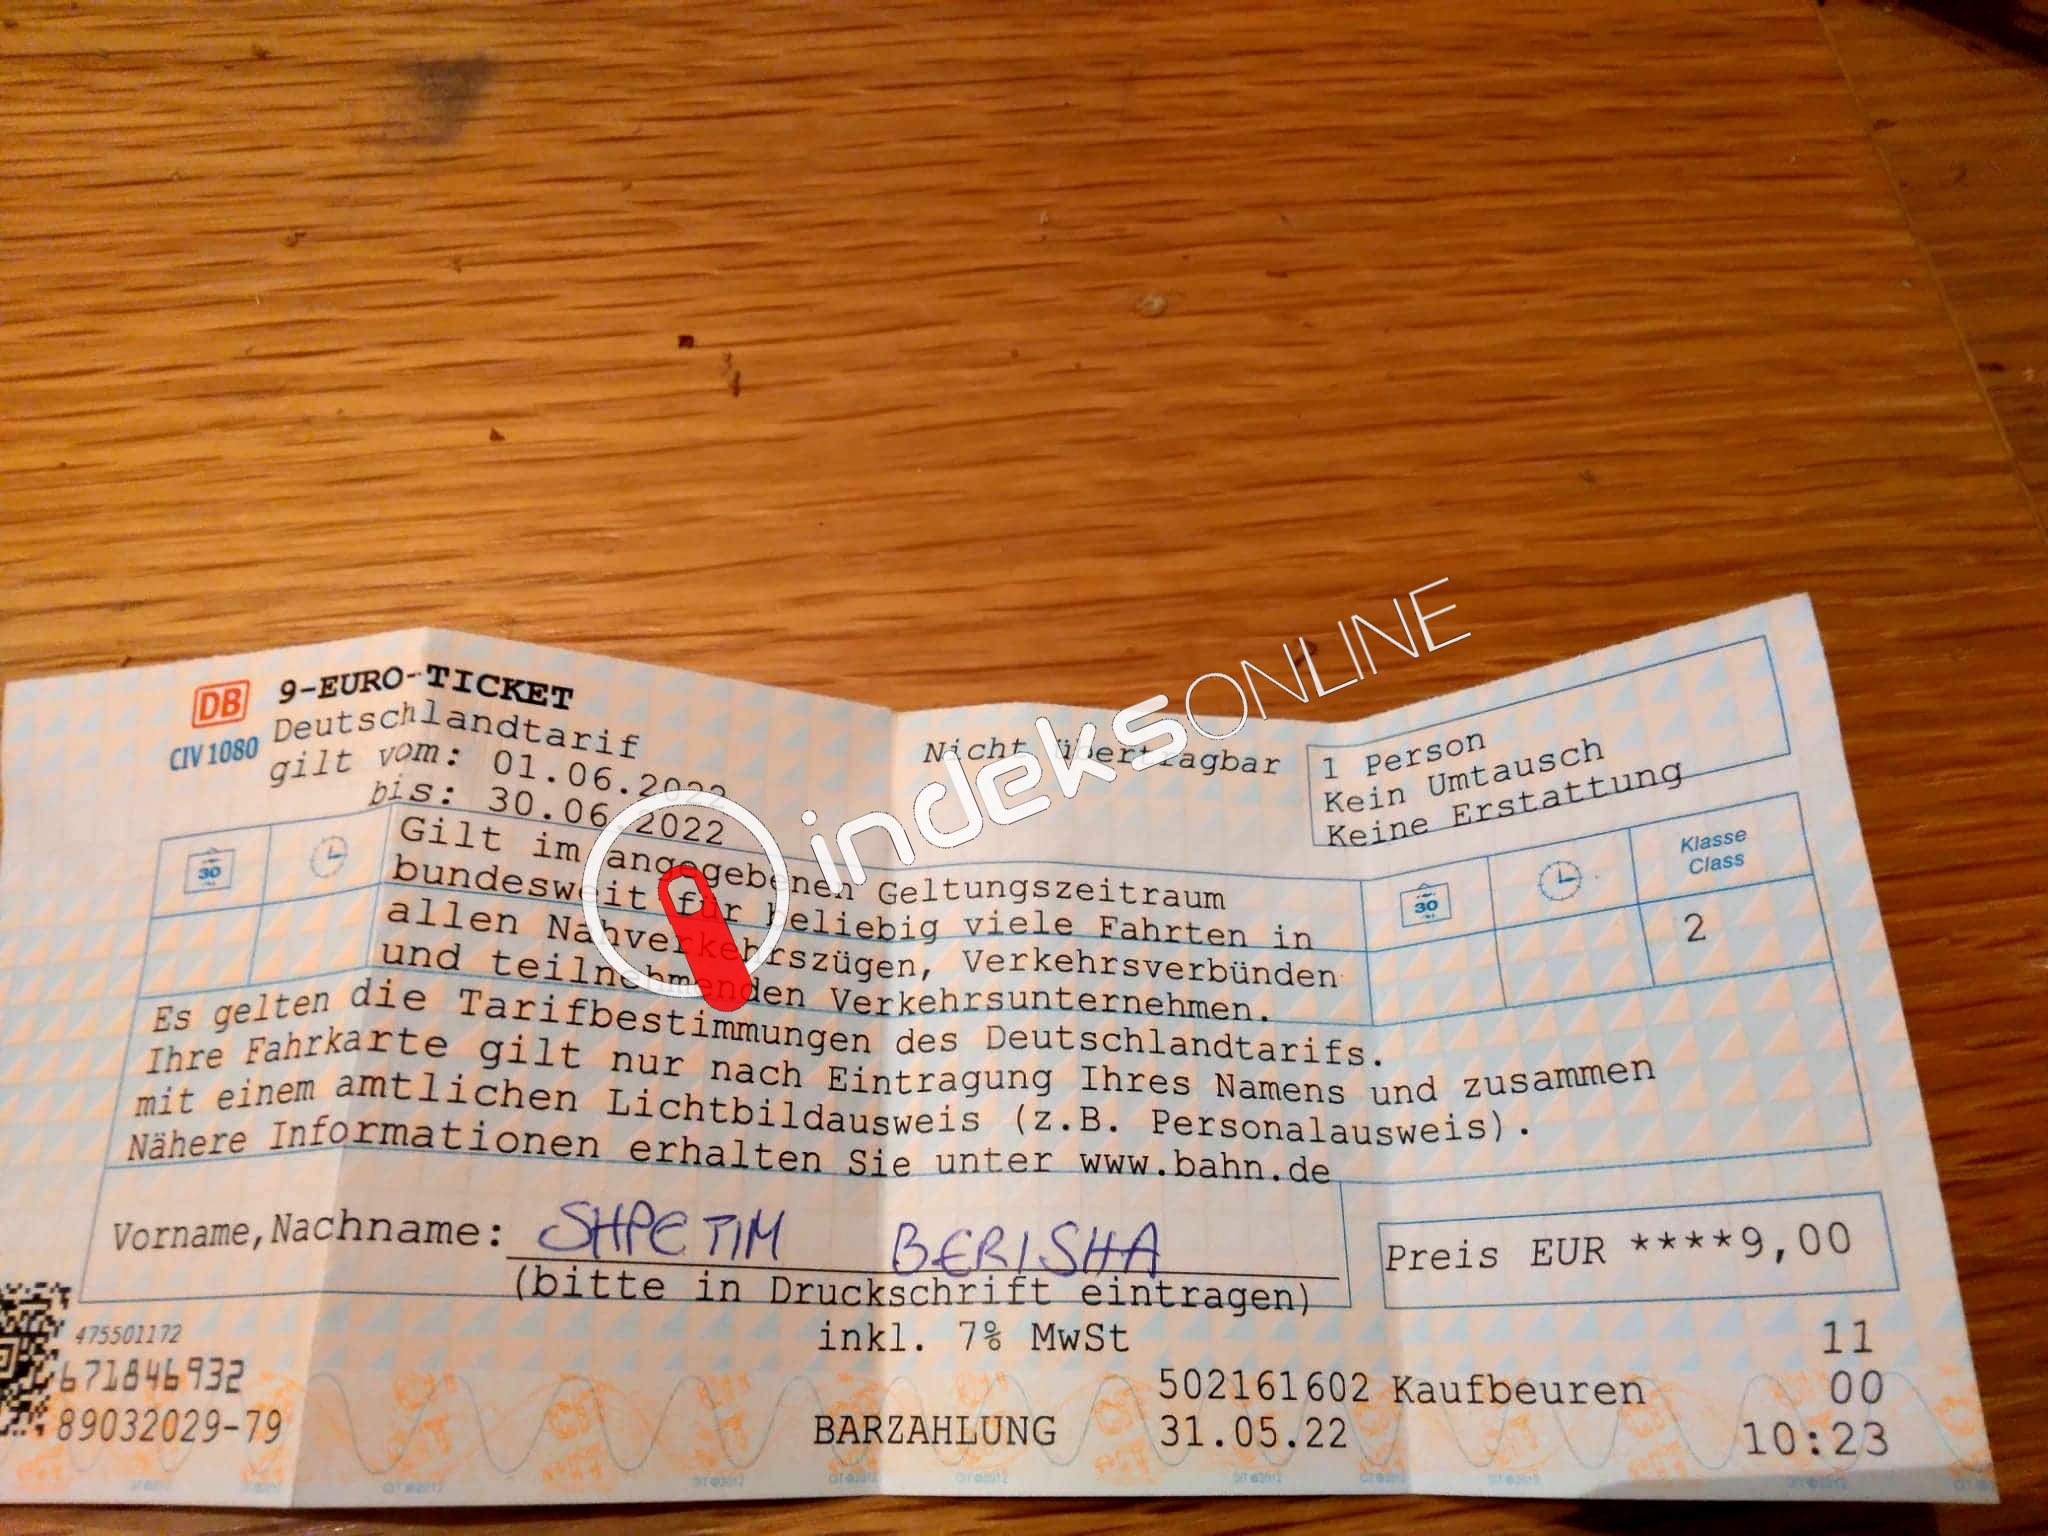 DB 9-EURO-TICKET
CIV 1080 Deutschlandtarif
gilt vom: 01.06.2022
bis: 30.06.2022
Nicht übertragbar
1 Person
Kein Umtausch
Keine Erstattung
indeksONLINE
30
30
Klasse
Class
2
Gilt im angegebenen Geltungszeitraum
bundesweit für beliebig viele Fahrten in
allen Nahverkehrszügen, Verkehrsverbünden
und teilnehmenden Verkehrsunternehmen.
Es gelten die Tarifbestimmungen des Deutschlandtarifs.
Ihre Fahrkarte gilt nur nach Eintragung Ihres Namens und zusammen
mit einem amtlichen Lichtbildausweis (z.B. Personalausweis).
Nähere Informationen erhalten Sie unter www.bahn.de
Vorname,Nachname: SHPETIM BERISHA
(bitte in Druckschrift eintragen)
Preis EUR ****9,00
inkl. 7% MwSt
11
475501172
671846932
502161602 Kaufbeuren
00
89032029-79
BARZAHLUNG 31.05.22
10:23